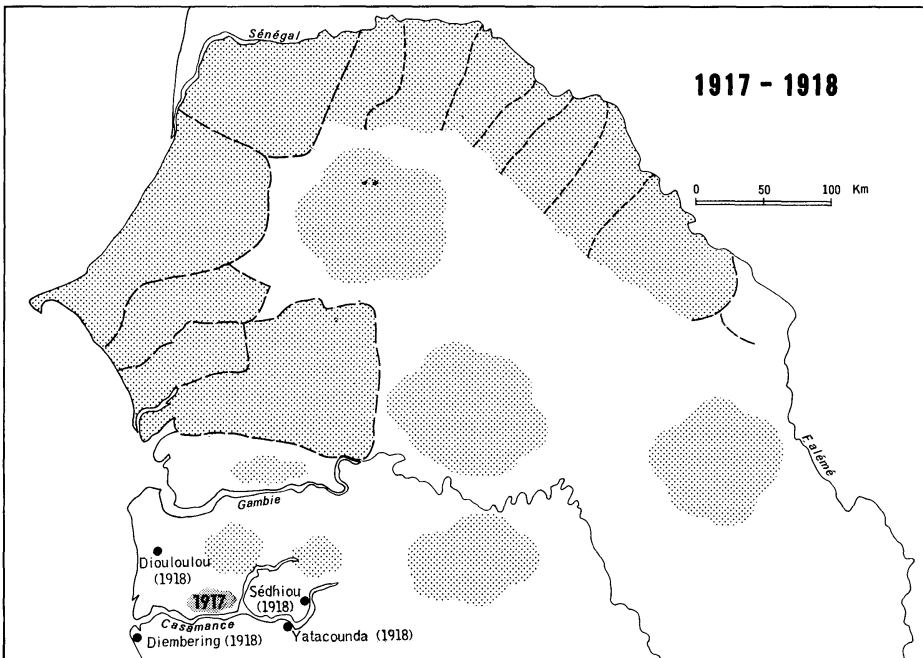 Sénégal
1917 - 1918
0 50 100 Km
Falémé
Gambie
Diouloulou
(1918)
1917
Sédhiou
(1918)
Casamance
Diembering (1918)
Yatacounda (1918)